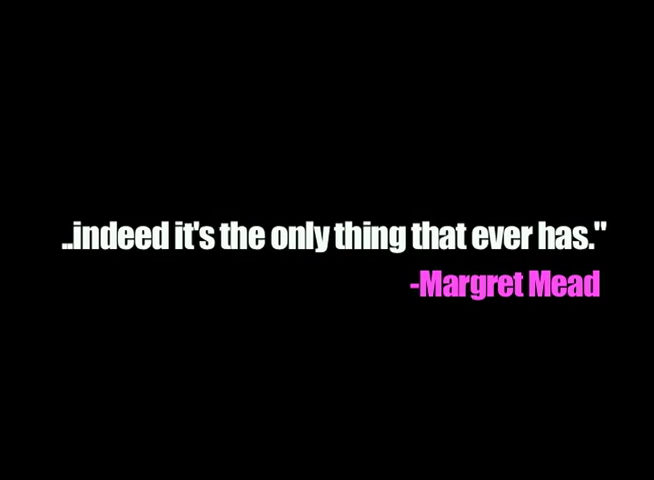 ..indeed it's the only thing that ever has."
-Margret Mead